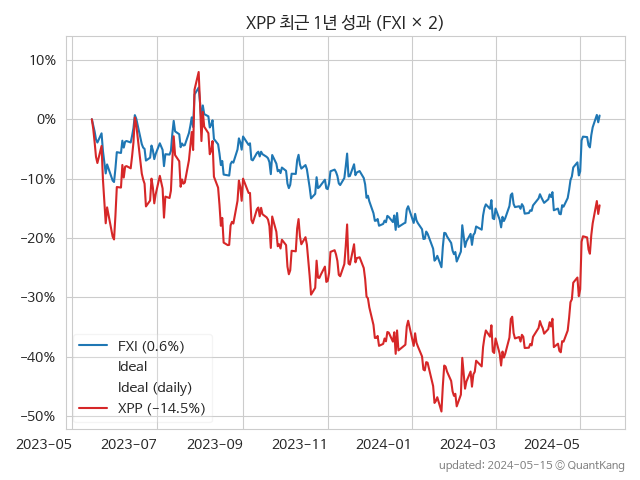 XPP 최근 1년 성과 (FXI × 2)
10%
0%
−10%
−20%
−30%
−40%
−50%
FXI (0.6%)
Ideal
Ideal (daily)
XPP (−14.5%)
2023−05 2023−07 2023−09 2023−11 2024−01 2024−03 2024−05
updated: 2024−05−15 © QuantKang